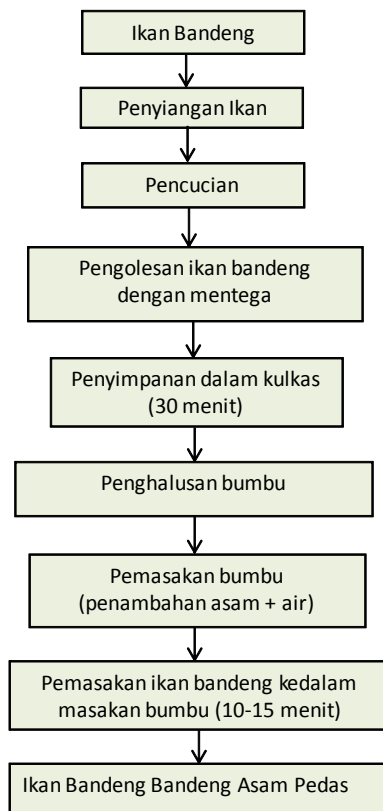 Ikan Bandeng
Penyiangan Ikan
Pencucian
Pengolesan ikan bandeng
dengan mentega
Penyimpanan dalam kulkas
(30 menit)
Penghalusan bumbu
Pemasakan bumbu
(penambahan asam + air)
Pemasakan ikan bandeng kedalam
masakan bumbu (10-15 menit)
Ikan Bandeng Bandeng Asam Pedas